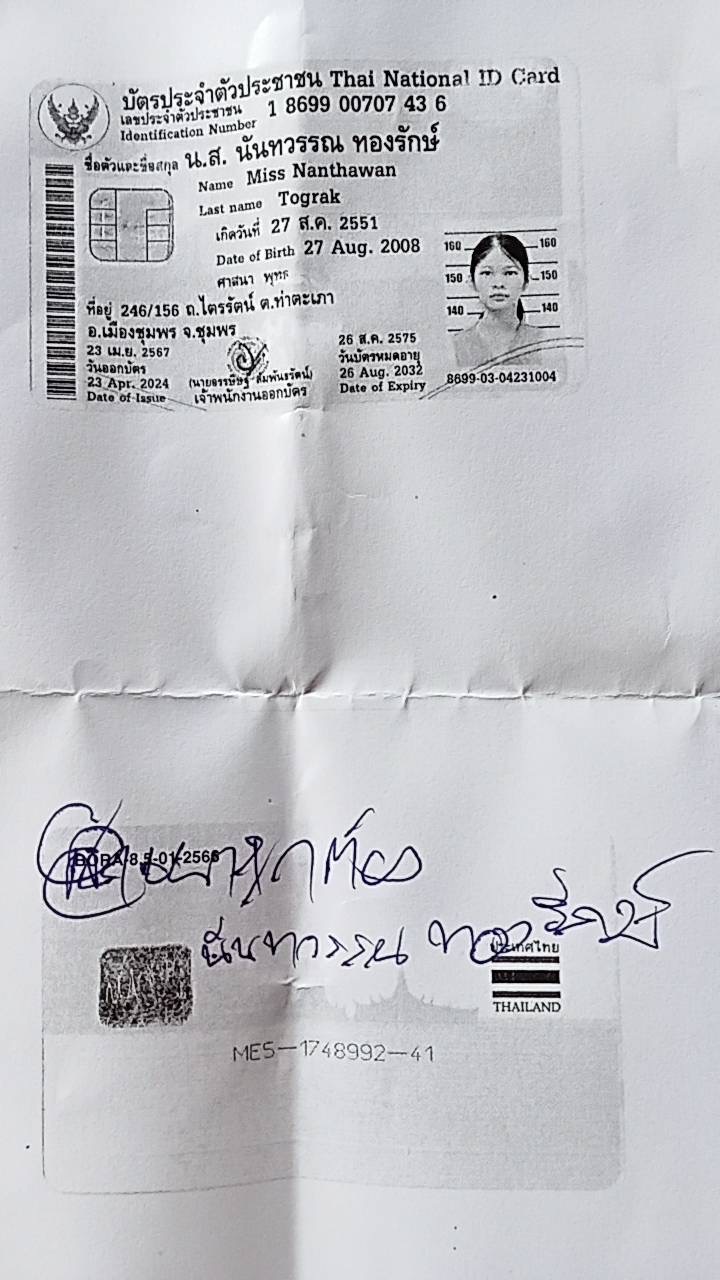 บัตรประจำตัวประชาชน Thai National ID Card
เลขประจำตัวประชาชน 1 8699 00707 43 6
Identification Number
ชื่อตัวและชื่อสกุล น.ส. นันทวรรณ ทองรักษ์
Name Miss Nanthawan
Last name Tograk
เกิดวันที่ 27 ส.ค. 2551
Date of Birth 27 Aug. 2008
ศาสนา พุทธ
160 160
150 150
140 140
ที่อยู่ 246/156 ถ.ไตรรัตน์ ต.ท่าตะเภา
อ.เมืองชุมพร จ.ชุมพร
23 เม.ย. 2567
วันออกบัตร
23 Apr. 2024
Date of Issue
เจ้าพนักงานออกบัตร
26 ส.ค. 2575
วันบัตรหมดอายุ
26 Aug. 2032
Date of Expiry
8699-03-04231004
สำเนาถูกต้อง
นันทวรรณ ทองรักษ์
ประเทศไทย
THAILAND
ME5-1748992-41